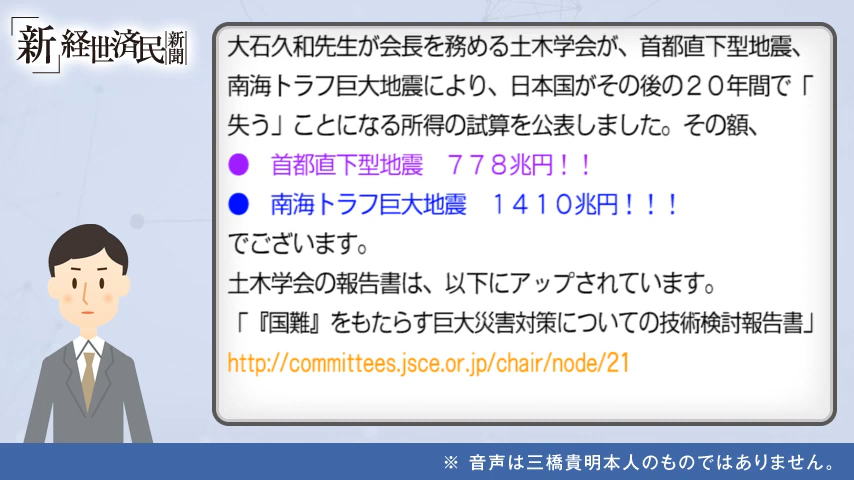 「新」経世済民新聞
大石久和先生が会長を務める土木学会が、首都直下型地震、
南海トラフ巨大地震により、日本国がその後の２０年間で「
失う」ことになる所得の試算を公表しました。その額、
●　首都直下型地震　７７８兆円！！
●　南海トラフ巨大地震　１４１０兆円！！！
でございます。
土木学会の報告書は、以下にアップされています。
「『国難』をもたらす巨大災害対策についての技術検討報告書」
http://committees.jsce.or.jp/chair/node/21
※ 音声は三橋貴明本人のものではありません。